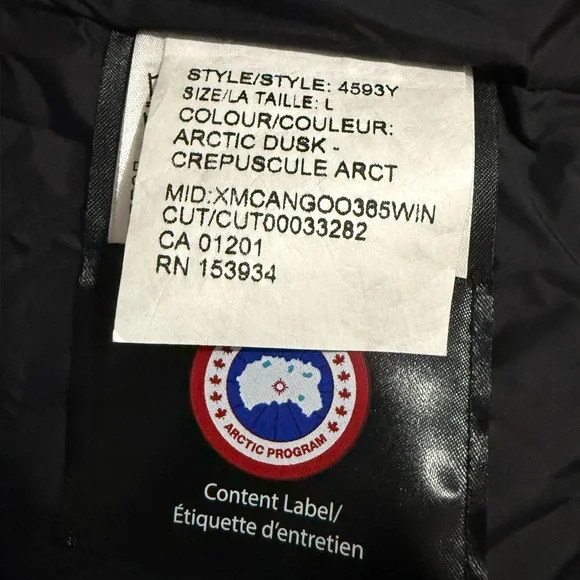 STYLE/STYLE: 4593Y
SIZE/LA TAILLE: L
COLOUR/COULEUR:
ARCTIC DUSK -
CREPUSCULE ARCT
MID:XMCANGOO365WIN
CUT/CUT00033282
CA 01201
RN 153934
ARCTIC PROGRAM
Content Label/
Étiquette d'entretien